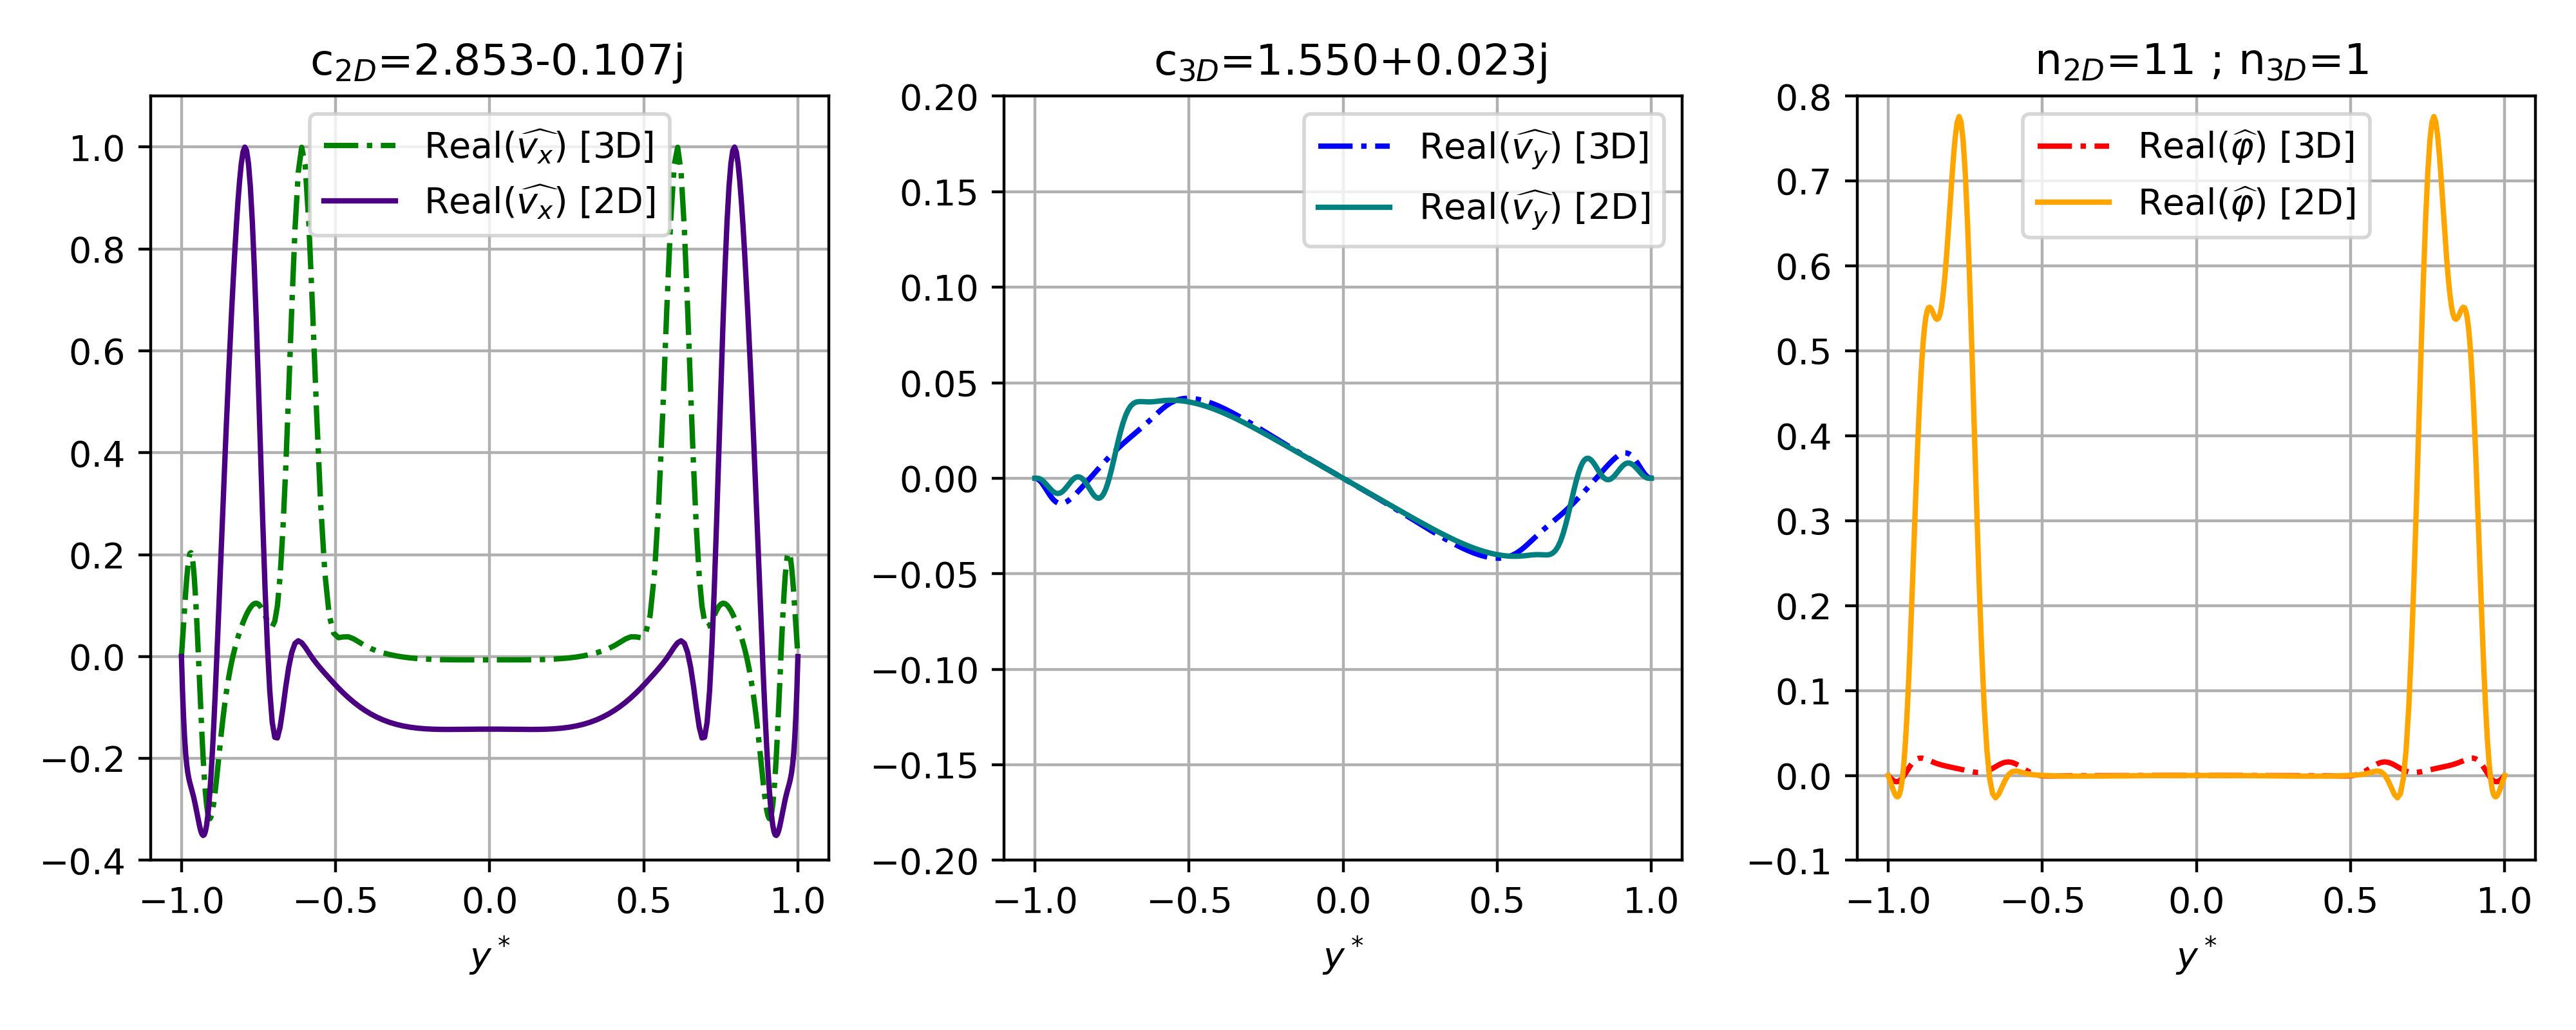 c₂D=2.853-0.107j
1.0
0.8
0.6
0.4
0.2
0.0
−0.2
−0.4
Real(v̂ₓ) [3D]
Real(v̂ₓ) [2D]
−1.0 −0.5 0.0 0.5 1.0
y*
c₃D=1.550+0.023j
0.20
0.15
0.10
0.05
0.00
−0.05
−0.10
−0.15
−0.20
Real(v̂_y) [3D]
Real(v̂_y) [2D]
−1.0 −0.5 0.0 0.5 1.0
y*
n₂D=11 ; n₃D=1
0.8
0.7
0.6
0.5
0.4
0.3
0.2
0.1
0.0
−0.1
Real(φ̂) [3D]
Real(φ̂) [2D]
−1.0 −0.5 0.0 0.5 1.0
y*